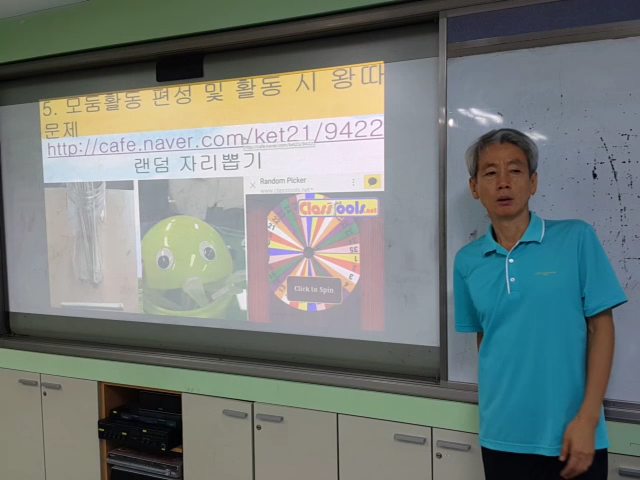 5. 모둠활동 편성 및 활동 시 왕따
문제
http://cafe.naver.com/ket21/9422
랜덤 자리뽑기
Random Picker
ClassTools.net
Click to Spin